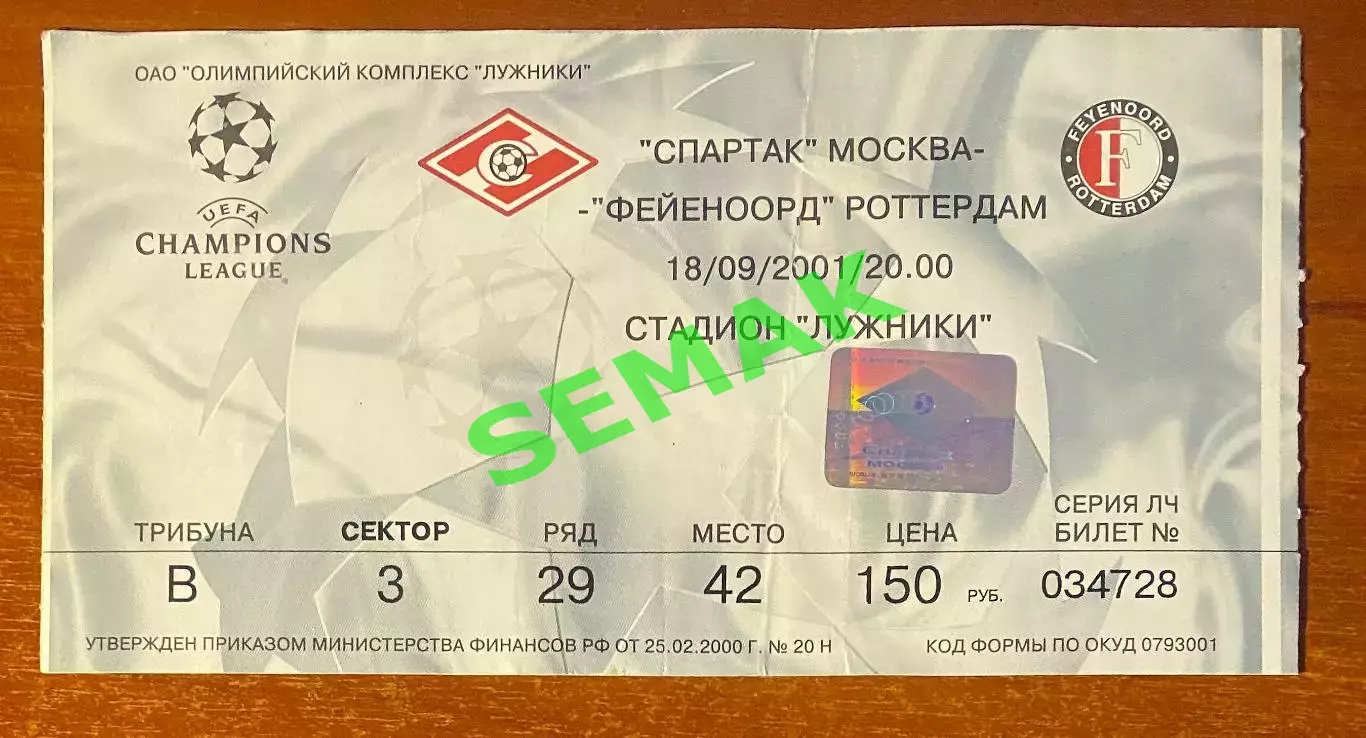 ОАО "ОЛИМПИЙСКИЙ КОМПЛЕКС "ЛУЖНИКИ"
UEFA
CHAMPIONS
LEAGUE
"СПАРТАК" МОСКВА-
-"ФЕЙЕНООРД" РОТТЕРДАМ
18/09/2001/20.00
СТАДИОН "ЛУЖНИКИ"
FEYENOORD
F
ROTTERDAM
SEMAK
МОСКВА
ТРИБУНА СЕКТОР РЯД МЕСТО ЦЕНА
СЕРИЯ ЛЧ
БИЛЕТ №
В 3 29 42 150 РУБ. 034728
УТВЕРЖДЕН ПРИКАЗОМ МИНИСТЕРСТВА ФИНАНСОВ РФ ОТ 25.02.2000 Г. № 20 Н
КОД ФОРМЫ ПО ОКУД 0793001